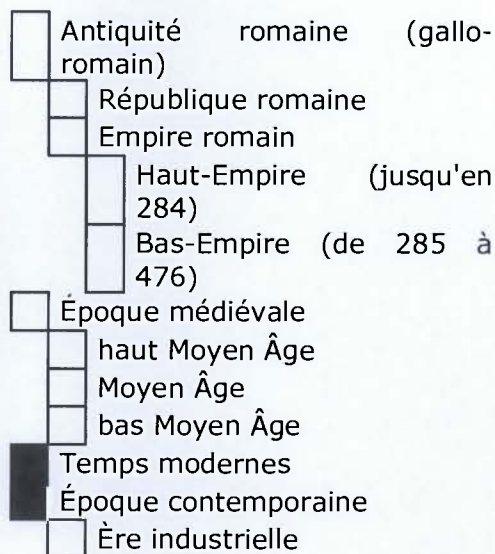 Antiquité romaine (gallo-
romain)
République romaine
Empire romain
Haut-Empire (jusqu'en
284)
Bas-Empire (de 285 à
476)
Époque médiévale
haut Moyen Âge
Moyen Âge
bas Moyen Âge
Temps modernes
Époque contemporaine
Ère industrielle